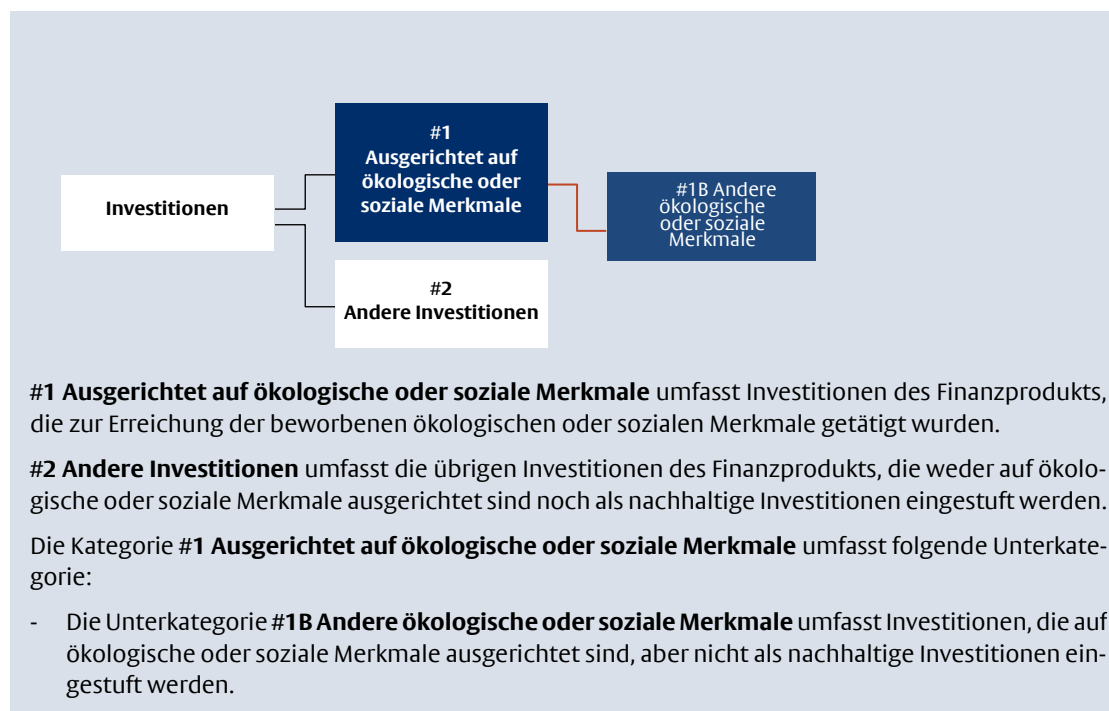 #1
Ausgerichtet auf
ökologische oder
soziale Merkmale
Investitionen
#1B Andere
ökologische
oder soziale
Merkmale
#2
Andere Investitionen
#1 Ausgerichtet auf ökologische oder soziale Merkmale umfasst Investitionen des Finanzprodukts,
die zur Erreichung der beworbenen ökologischen oder sozialen Merkmale getätigt wurden.
#2 Andere Investitionen umfasst die übrigen Investitionen des Finanzprodukts, die weder auf ökolo-
gische oder soziale Merkmale ausgerichtet sind noch als nachhaltige Investitionen eingestuft werden.
Die Kategorie #1 Ausgerichtet auf ökologische oder soziale Merkmale umfasst folgende Unterkate-
gorie:
- Die Unterkategorie #1B Andere ökologische oder soziale Merkmale umfasst Investitionen, die auf
ökologische oder soziale Merkmale ausgerichtet sind, aber nicht als nachhaltige Investitionen ein-
gestuft werden.